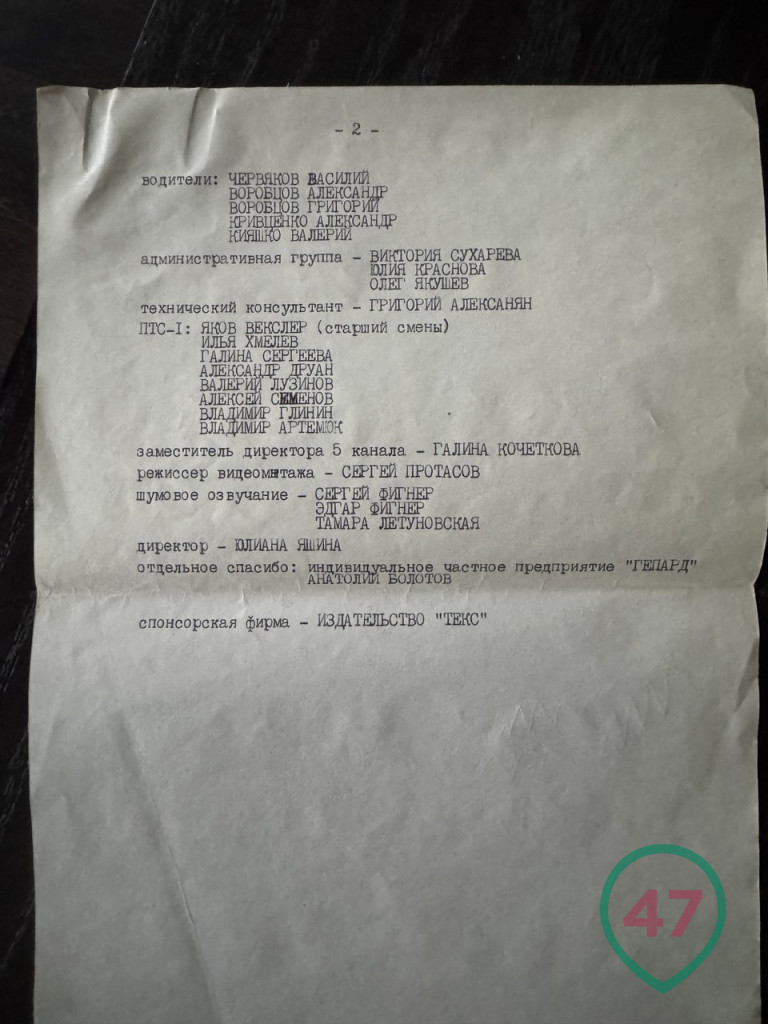 - 2 -
водители: ЧЕРВЯКОВ ВАСИЛИЙ
ВОРОБЦОВ АЛЕКСАНДР
ВОРОБЦОВ ГРИГОРИЙ
КРИВЦЕНКО АЛЕКСАНДР
КИЯШКО ВАЛЕРИЙ
административная группа - ВИКТОРИЯ СУХАРЕВА
ЮЛИЯ КРАСНОВА
ОЛЕГ ЯКУШЕВ
технический консультант - ГРИГОРИЙ АЛЕКСАНЯН
ПТС-I: ЯКОВ ВЕКСЛЕР (старший смены)
ИЛЬЯ ХМЕЛЕВ
ГАЛИНА СЕРГЕЕВА
АЛЕКСАНДР ДРУАН
ВАЛЕРИЙ ЛУЗИНОВ
АЛЕКСЕЙ СЕМЕНОВ
ВЛАДИМИР ГЛИНИН
ВЛАДИМИР АРТЕМЮК
заместитель директора 5 канала - ГАЛИНА КОЧЕТКОВА
режиссер видеомнтажа - СЕРГЕЙ ПРОТАСОВ
шумовое озвучание - СЕРГЕЙ ФИГНЕР
ЭДГАР ФИГНЕР
ТАМАРА ЛЕТУНОВСКАЯ
директор - ЮЛИАНА ЯШИНА
отдельное спасибо: индивидуальное частное предприятие "ГЕПАРД"
АНАТОЛИЙ БОЛОТОВ
спонсорская фирма - ИЗДАТЕЛЬСТВО "ТЕКС"
47